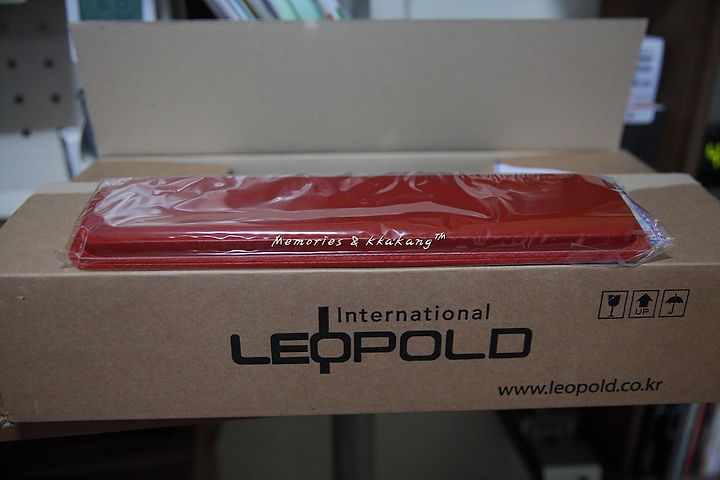 Memories & kkakang™
International
LEOPOLD
UP
www.leopold.co.kr